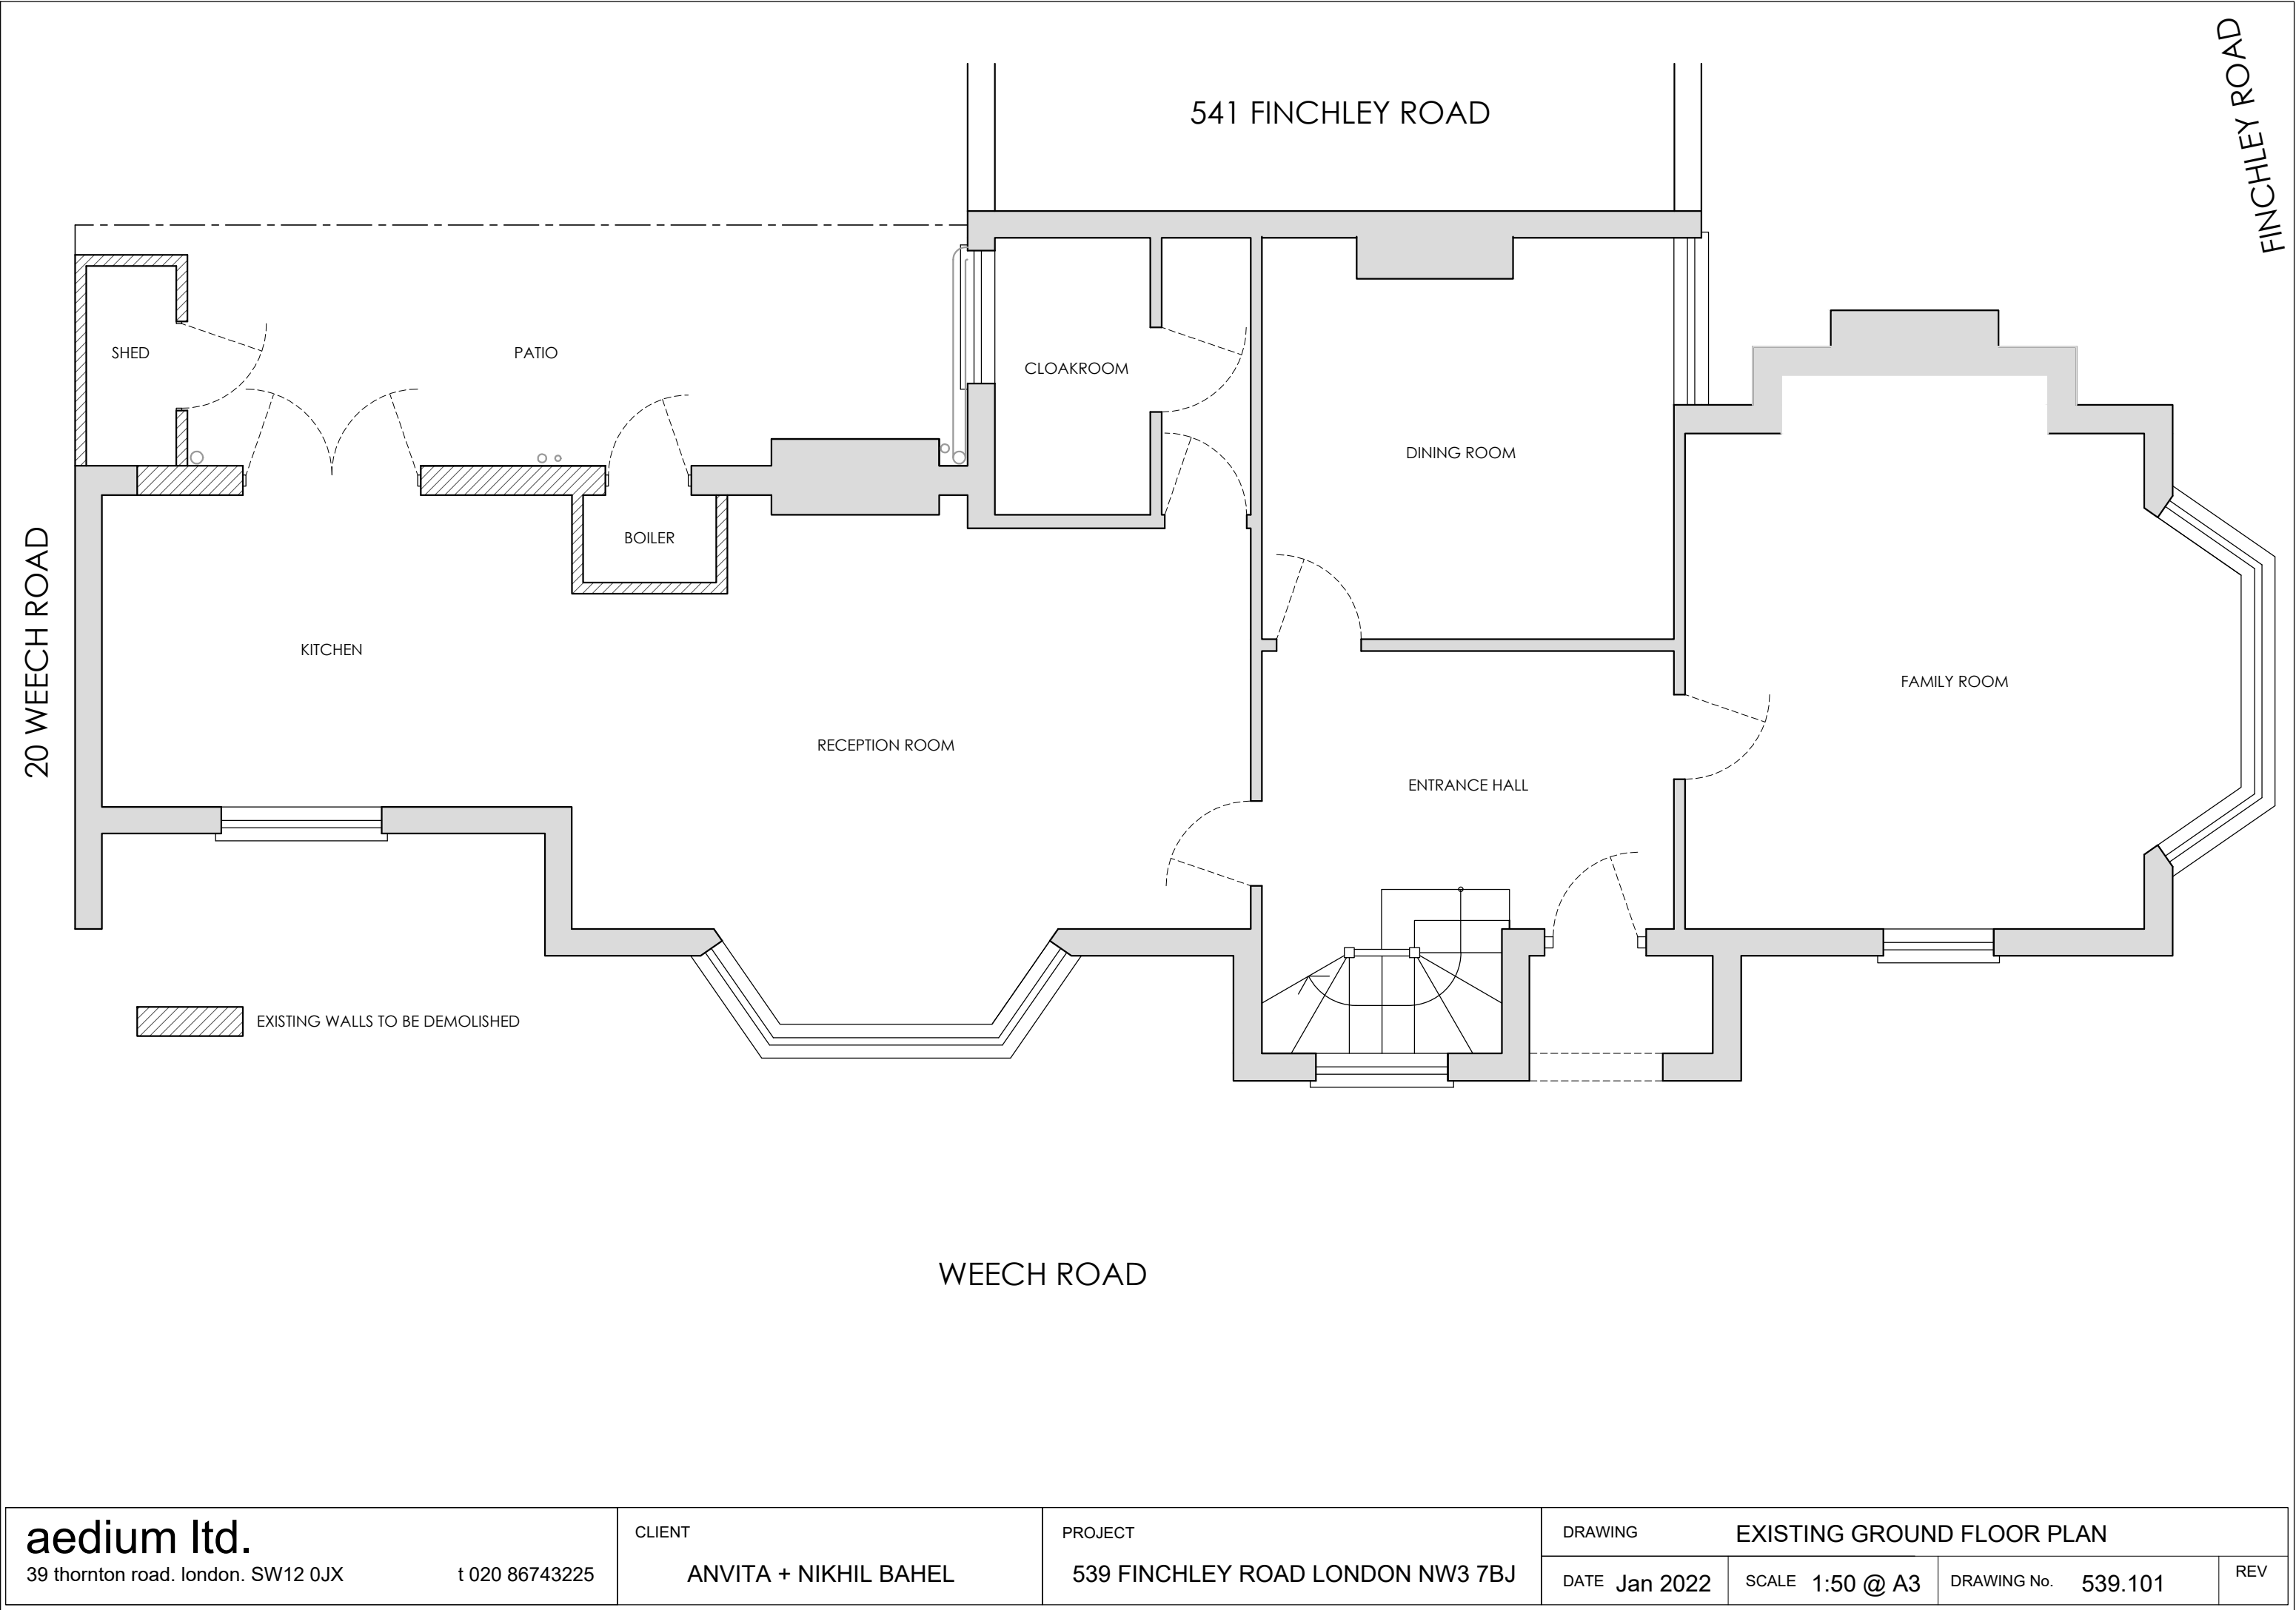 541 FINCHLEY ROAD
FINCHLEY ROAD
SHED
PATIO
CLOAKROOM
DINING ROOM
BOILER
20 WEECH ROAD
KITCHEN
FAMILY ROOM
RECEPTION ROOM
ENTRANCE HALL
EXISTING WALLS TO BE DEMOLISHED
WEECH ROAD
aedium ltd.
39 thornton road. london. SW12 0JX t 020 86743225
CLIENT
ANVITA + NIKHIL BAHEL
PROJECT
539 FINCHLEY ROAD LONDON NW3 7BJ
DRAWING EXISTING GROUND FLOOR PLAN
DATE Jan 2022 SCALE 1:50 @ A3 DRAWING No. 539.101 REV